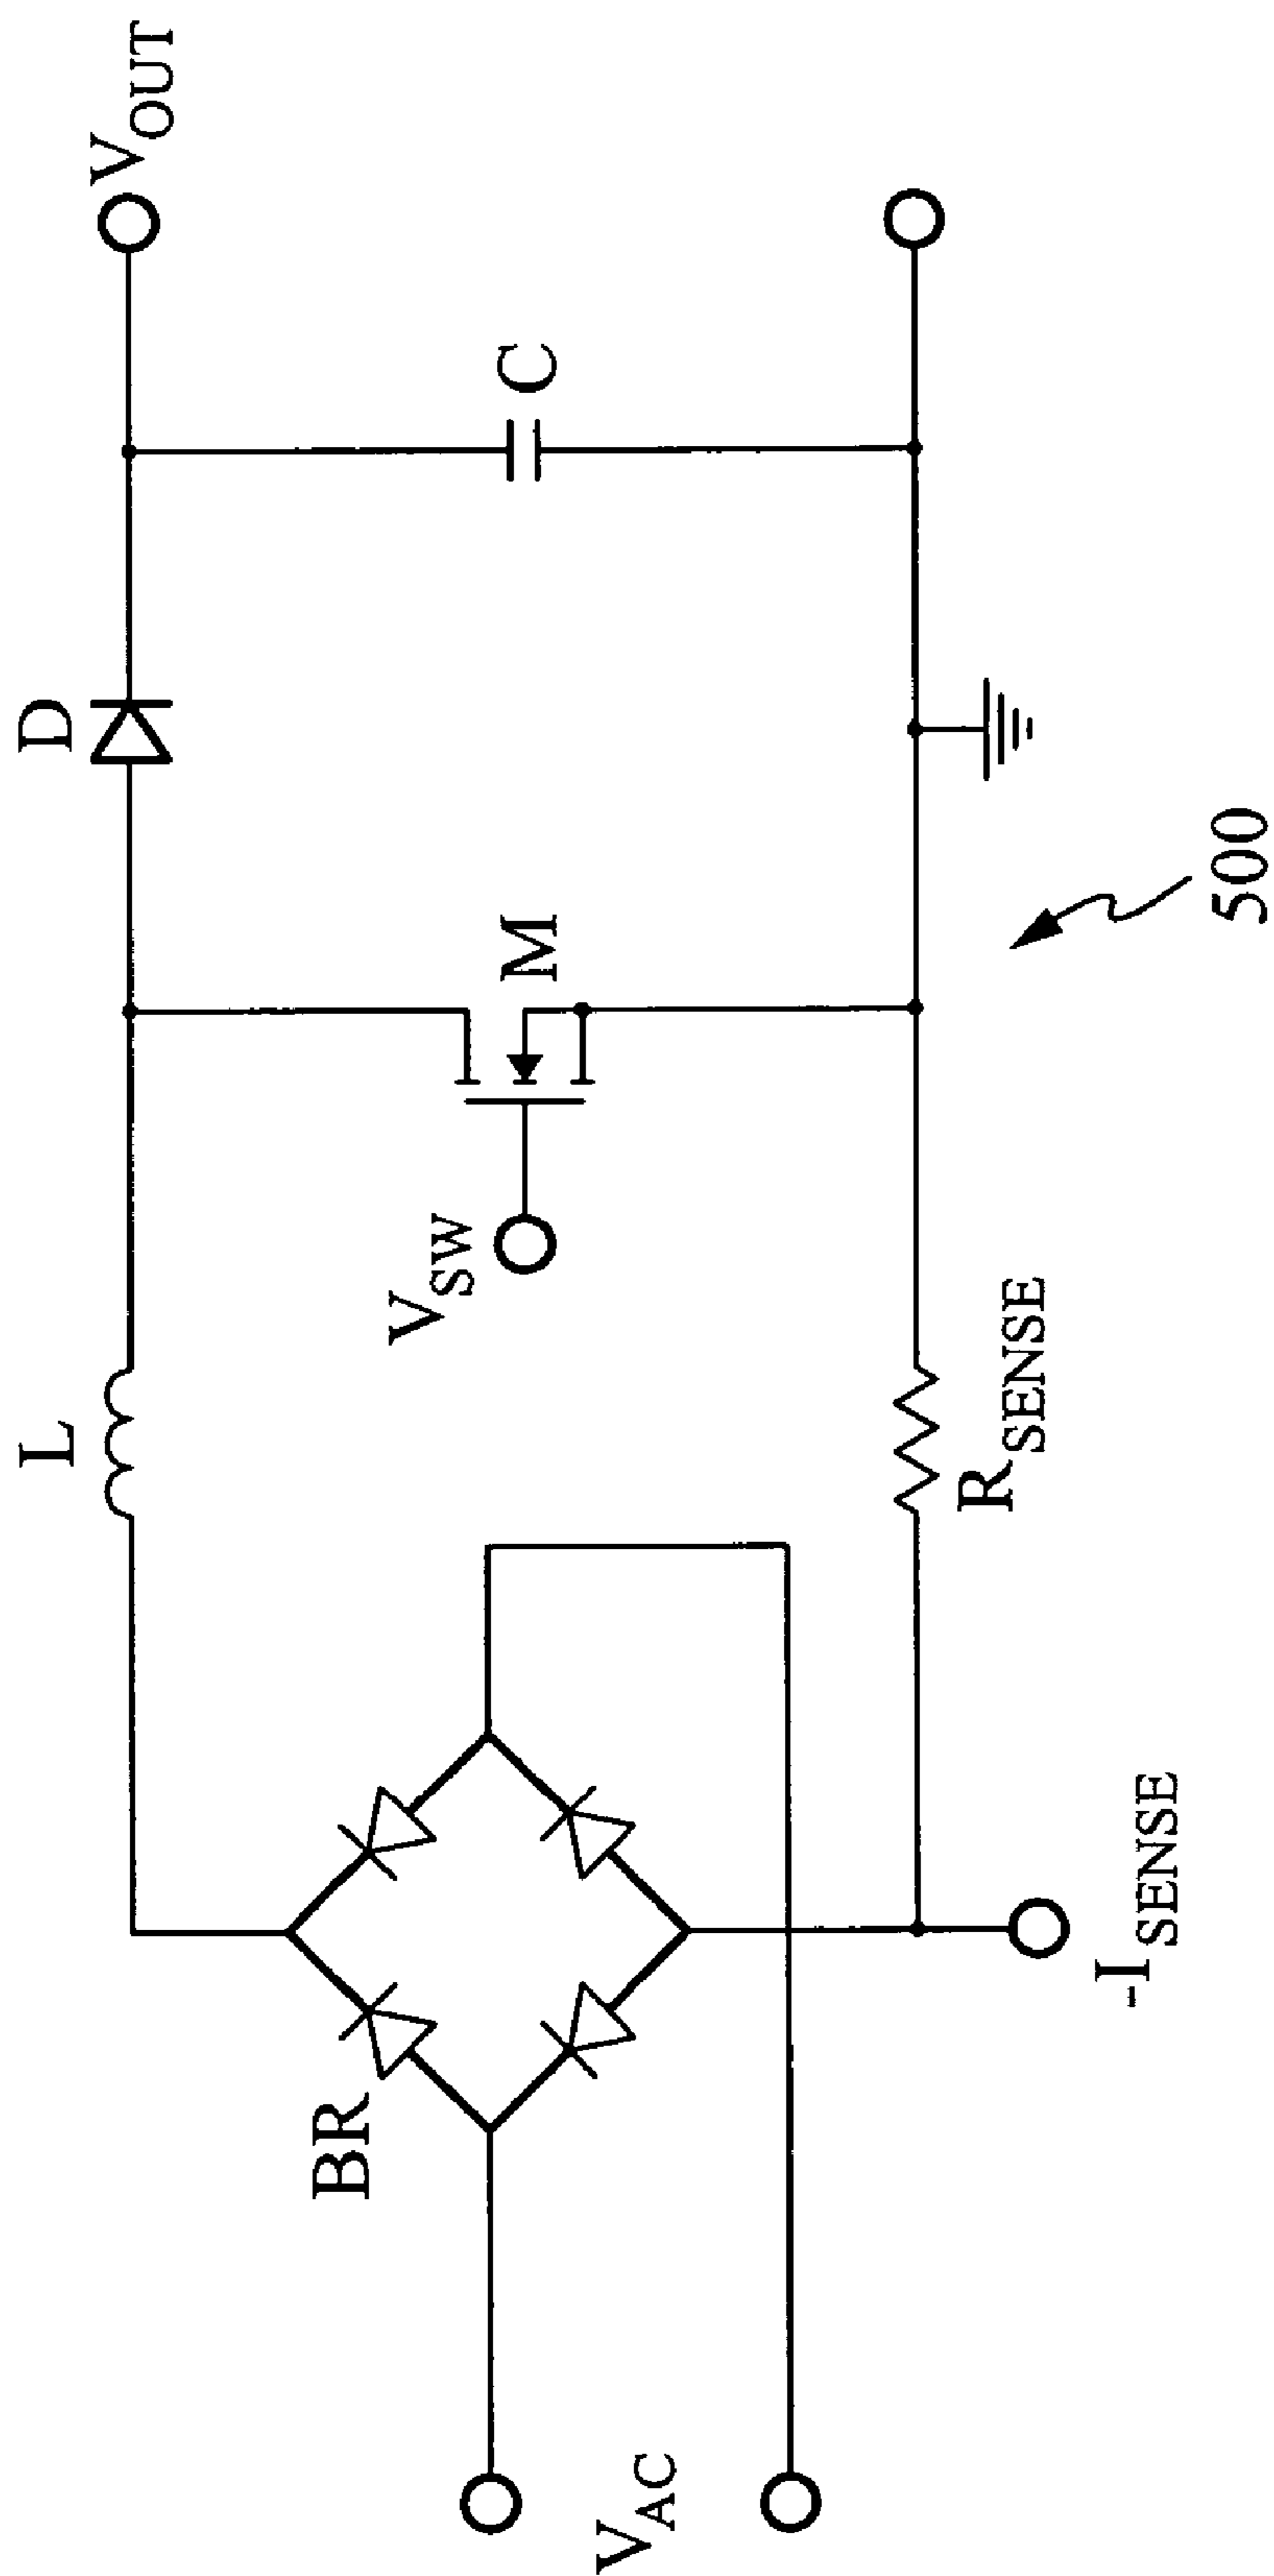 L
D
V_OUT
BR
V_SW
M
C
V_AC
R_SENSE
-I_SENSE
500